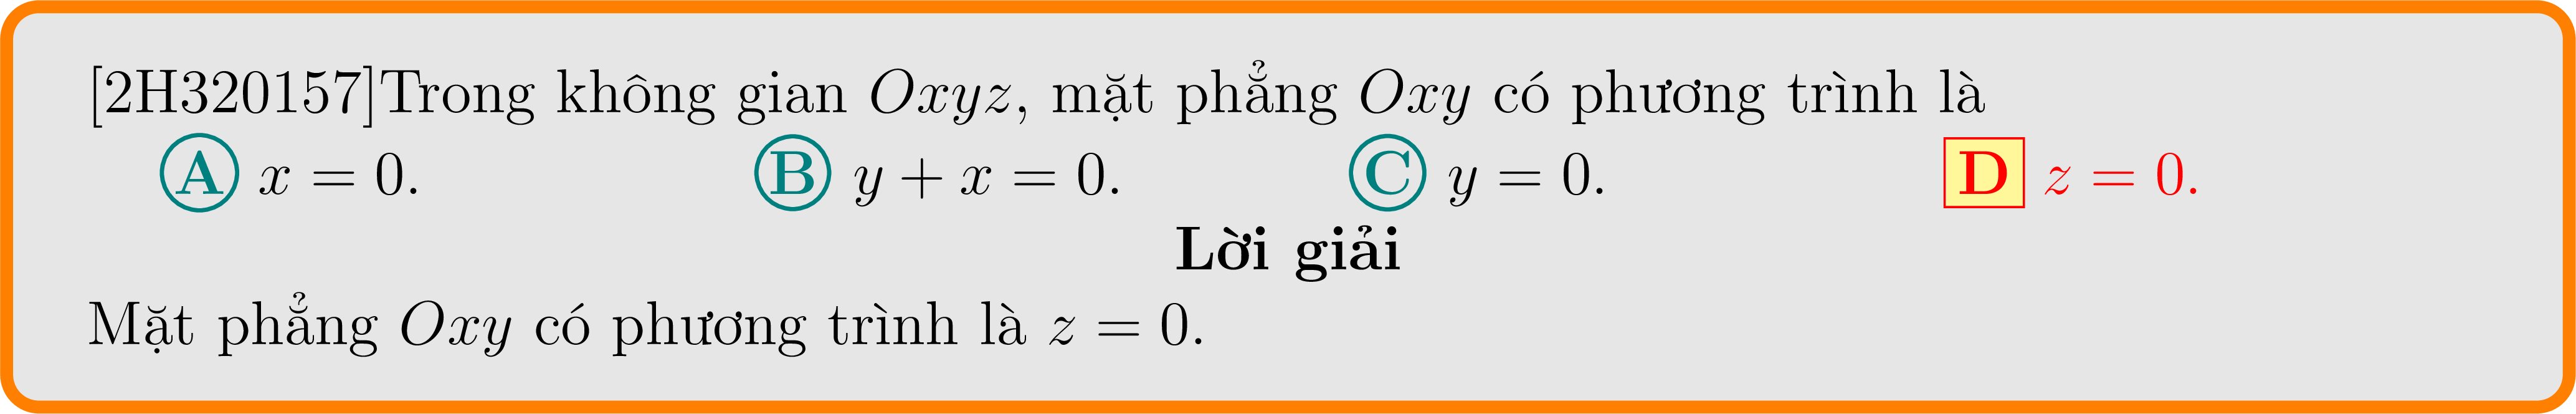 [2H320157]Trong không gian Oxyz, mặt phẳng Oxy có phương trình là
A x = 0. B y + x = 0. C y = 0. D z = 0.
Lời giải
Mặt phẳng Oxy có phương trình là z = 0.